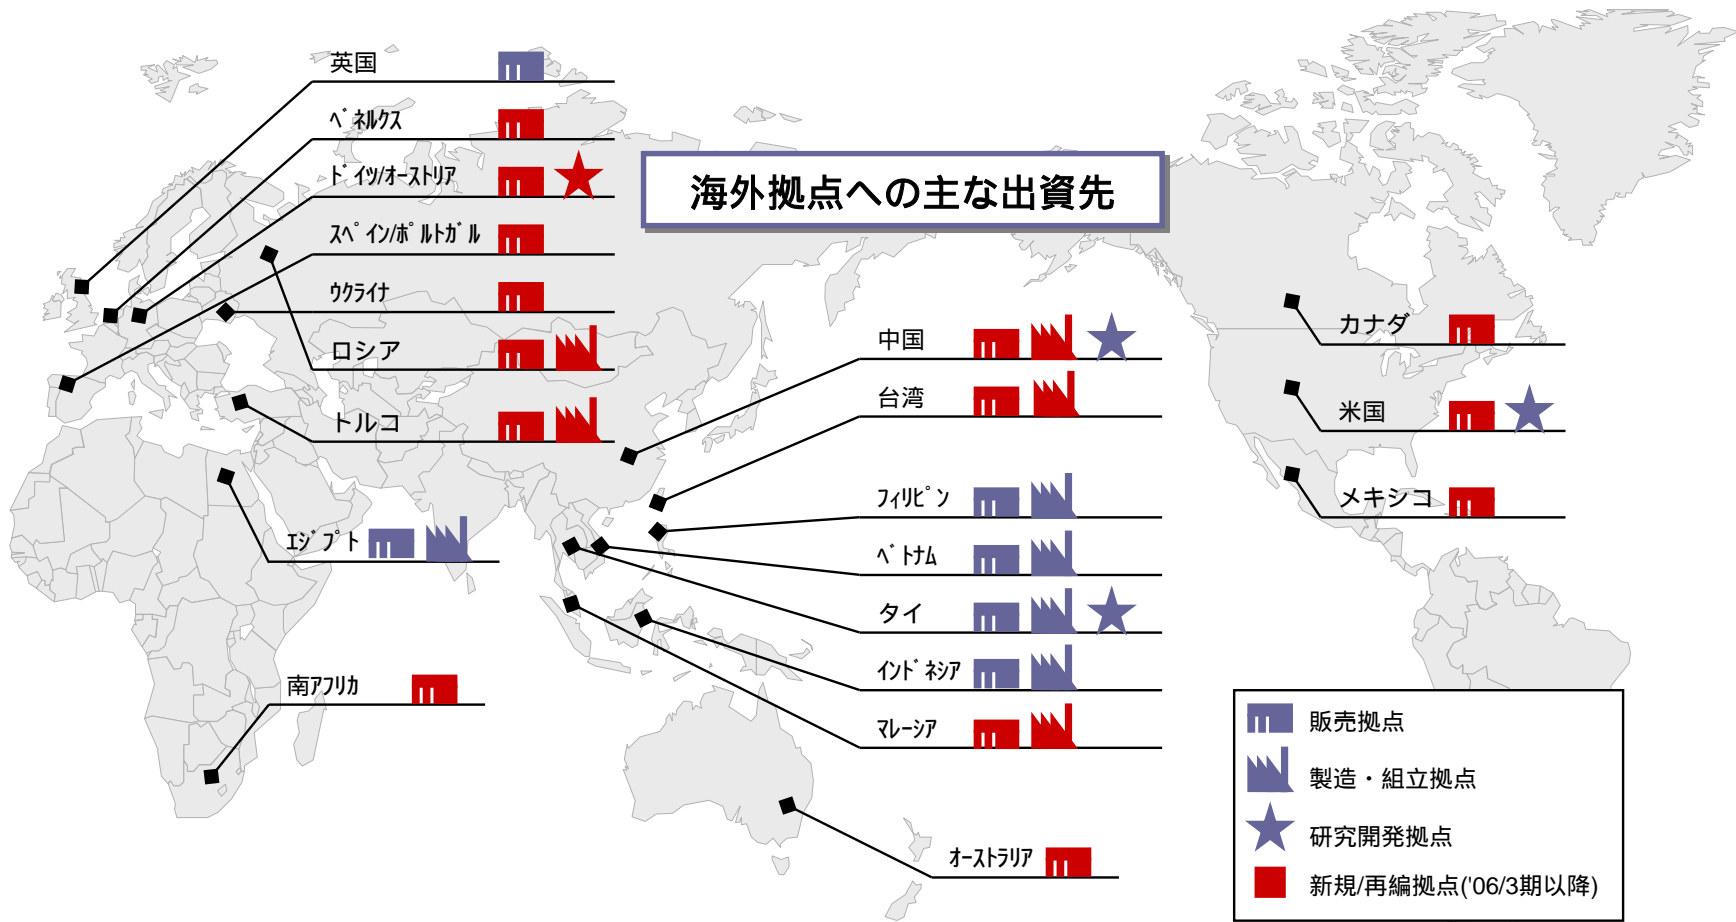 英国
ﾍﾞﾈﾙｸｽ
ﾄﾞｲﾂ/ｵｰｽﾄﾘｱ
ｽﾍﾟｲﾝ/ﾎﾟﾙﾄｶﾞﾙ
ｳｸﾗｲﾅ
ロシア
トルコ
ｴｼﾞﾌﾟﾄ
南ｱﾌﾘｶ
海外拠点への主な出資先
中国
台湾
ﾌｨﾘﾋﾟﾝ
ﾍﾞﾄﾅﾑ
タイ
ｲﾝﾄﾞﾈｼｱ
ﾏﾚｰｼｱ
ｵｰｽﾄﾗﾘｱ
カナダ
米国
メキシコ
販売拠点
製造・組立拠点
研究開発拠点
新規/再編拠点('06/3期以降)